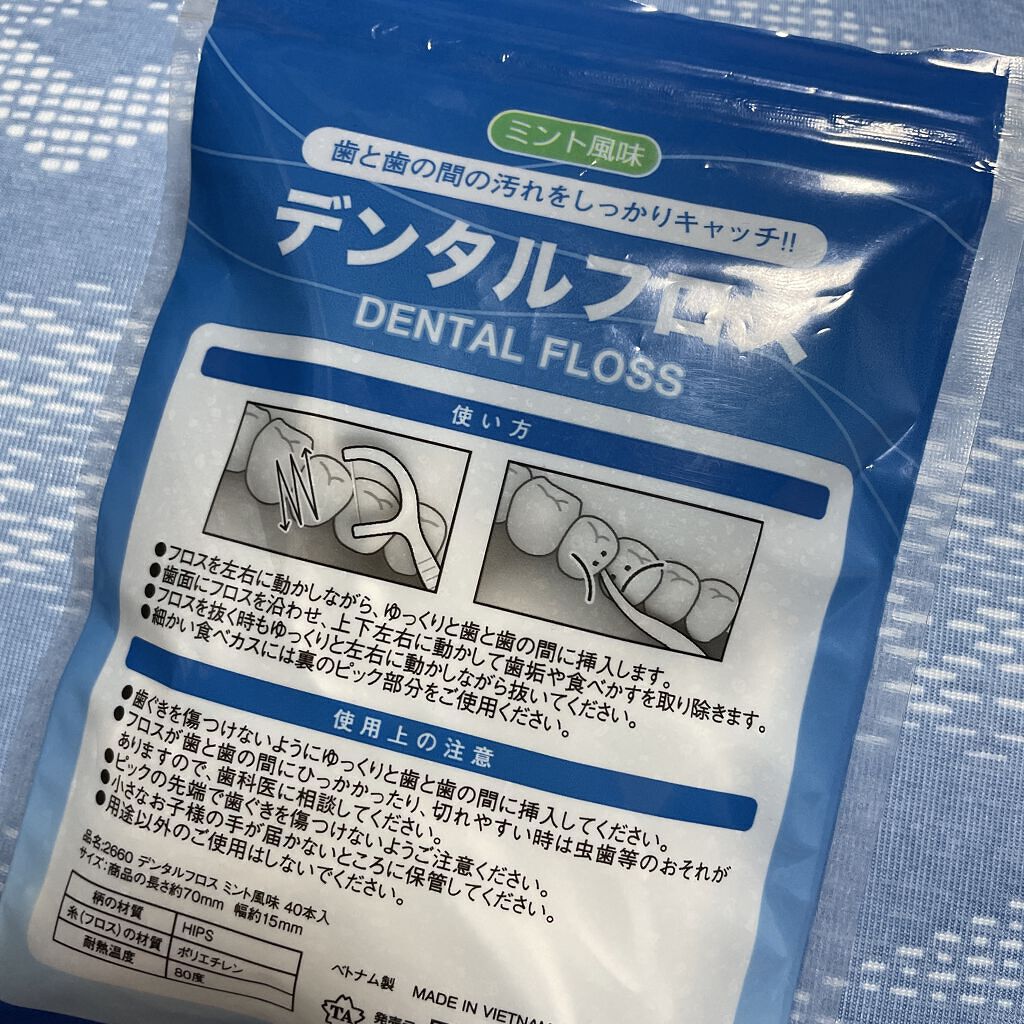 ミント風味
歯と歯の間の汚れをしっかりキャッチ!!
デンタルフロス
DENTAL FLOSS
使い方
●フロスを左右に動かしながら、ゆっくりと歯と歯の間に挿入します。
●歯面にフロスを沿わせ、上下左右に動かして歯垢や食べかすを取り除きます。
●フロスを抜く時もゆっくりと左右に動かしながら抜いてください。
●細かい食べカスには裏のピック部分をご使用ください。
使用上の注意
●歯ぐきを傷つけないようにゆっくりと歯と歯の間に挿入してください。
●フロスが歯と歯の間にひっかかったり、切れやすい時は虫歯等のおそれが
ありますので、歯科医に相談してください。
●ピックの先端で歯ぐきを傷つけないようご注意ください。
●小さなお子様の手が届かないところに保管してください。
●用途以外のご使用はしないでください。
品名:2660 デンタルフロス ミント風味 40本入
サイズ:商品の長さ約70mm 幅約15mm
柄の材質 HIPS
糸(フロス)の材質 ポリエチレン
耐熱温度 80度
ベトナム製 MADE IN VIETNAM
TA 発売元